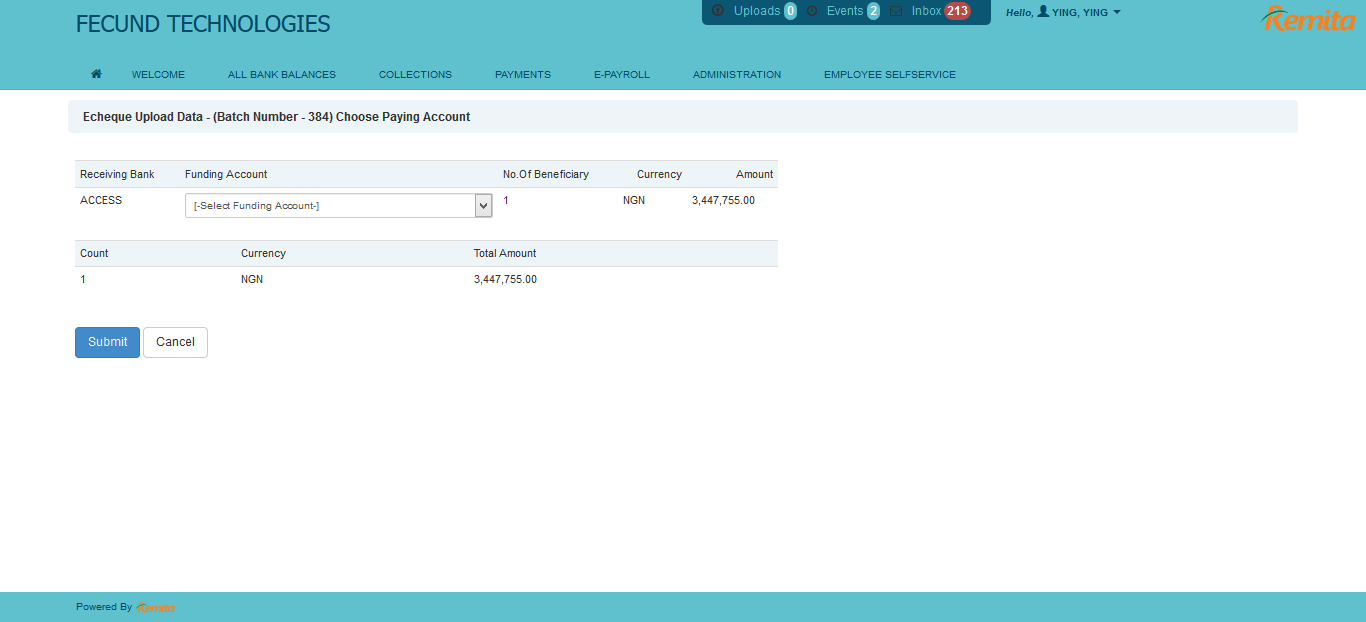 FECUND TECHNOLOGIES
Uploads 0 Events 2 Inbox 213
Hello, YING, YING
Remita
WELCOME ALL BANK BALANCES COLLECTIONS PAYMENTS E-PAYROLL ADMINISTRATION EMPLOYEE SELFSERVICE
Echeque Upload Data - (Batch Number - 384) Choose Paying Account
Receiving Bank Funding Account No.Of Beneficiary Currency Amount
ACCESS [-Select Funding Account-] 1 NGN 3,447,755.00
Count Currency Total Amount
1 NGN 3,447,755.00
Submit Cancel
Powered By Remita